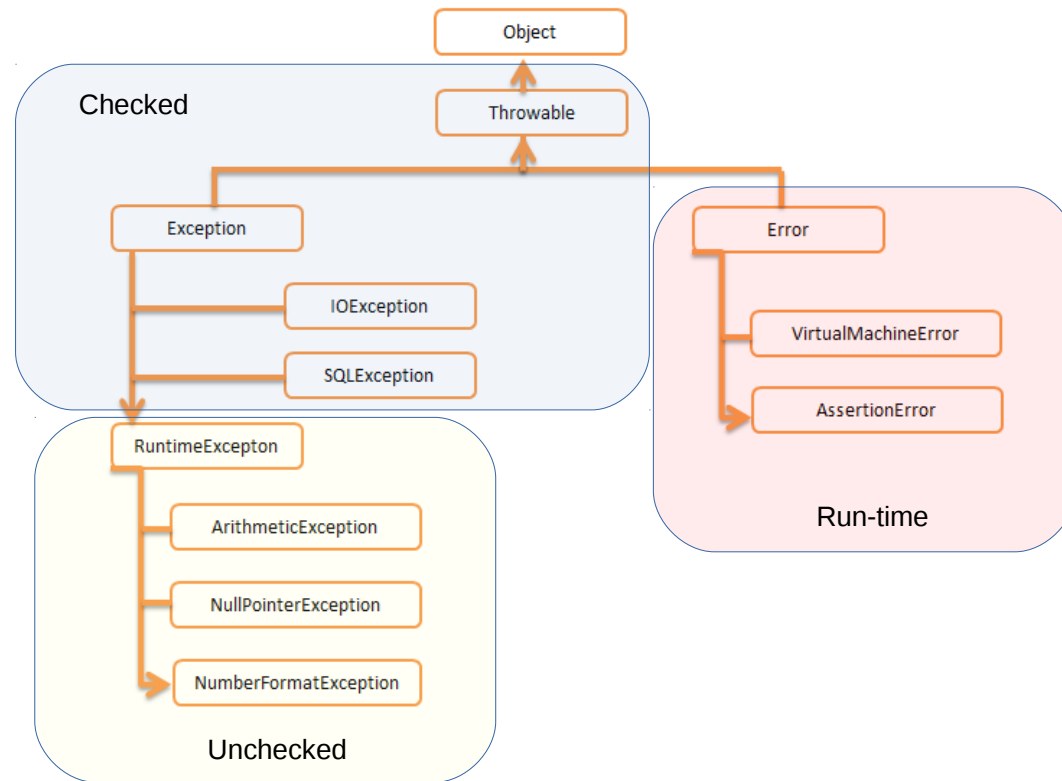 Object
Checked
Throwable
Exception
Error
IOException
VirtualMachineError
SQLException
AssertionError
RuntimeExcepton
Run-time
ArithmeticException
NullPointerException
NumberFormatException
Unchecked